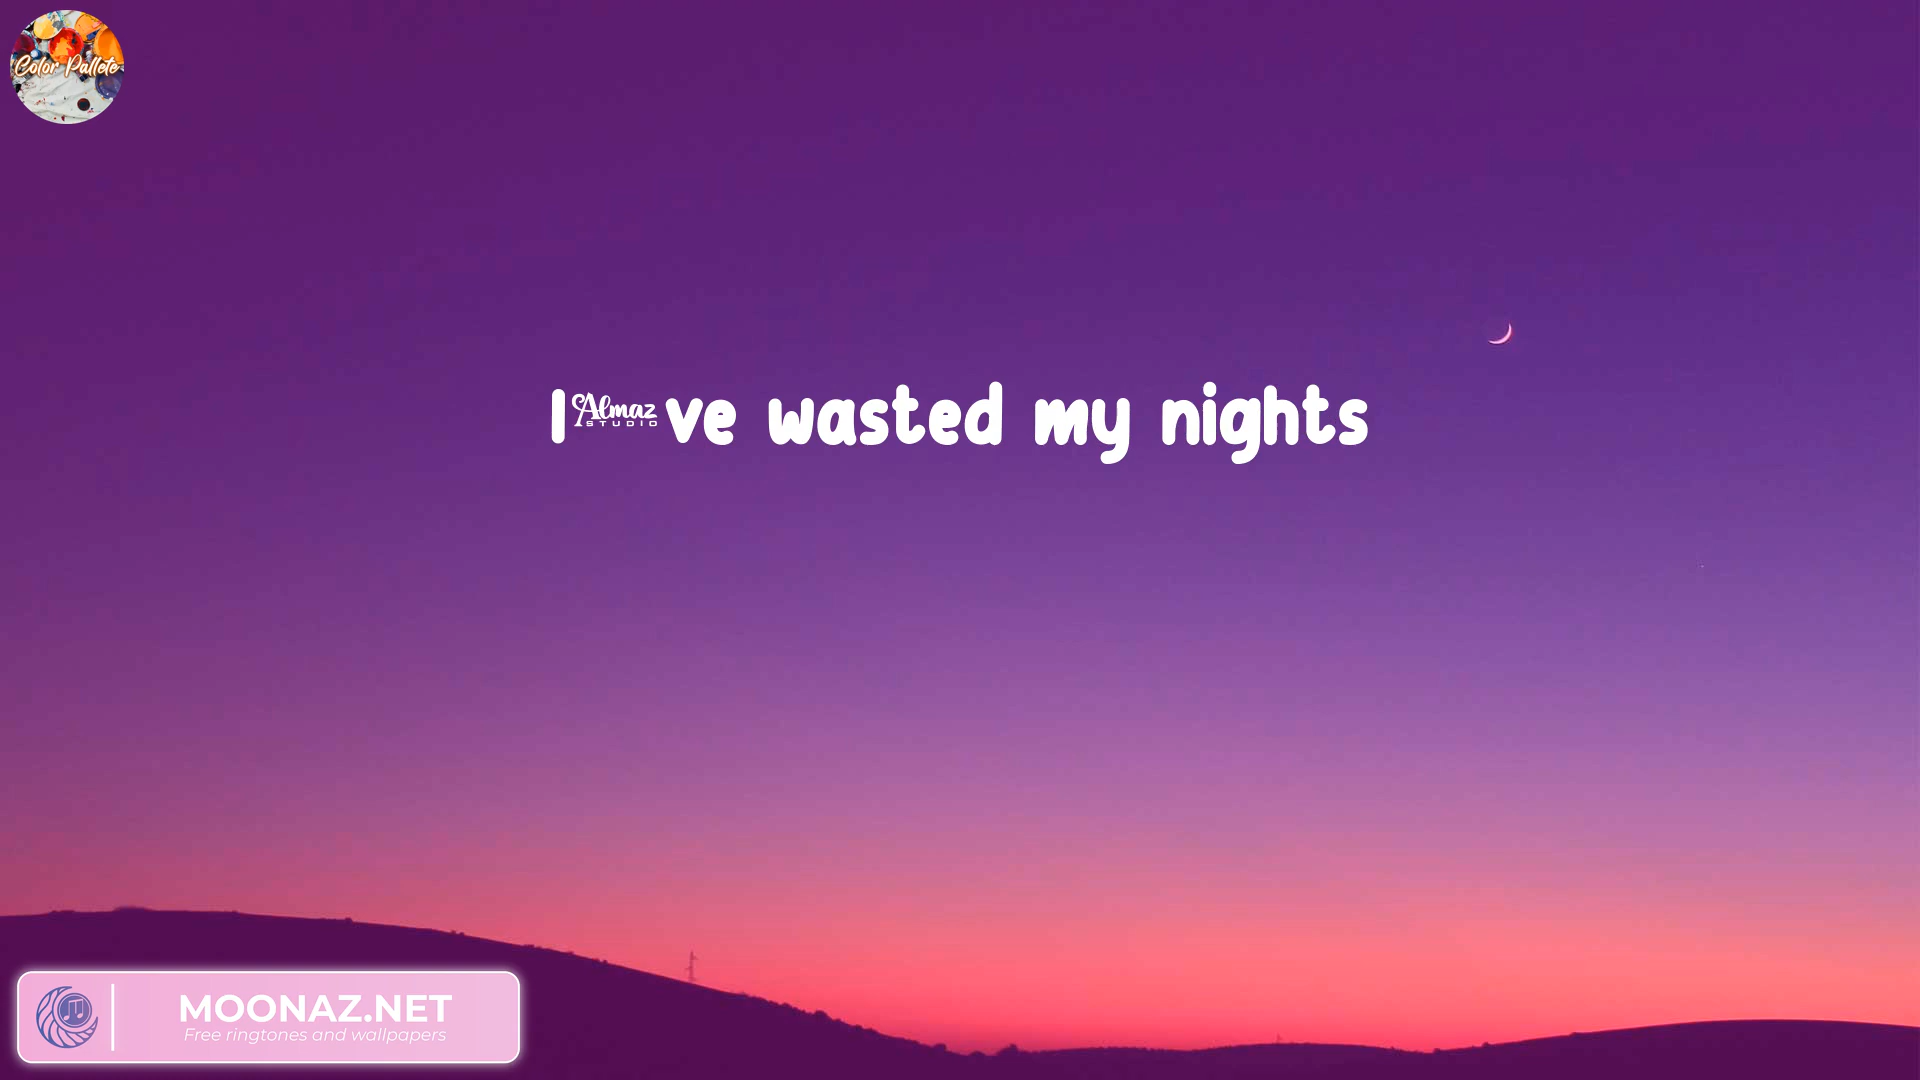 Color Pallete
I Almaz STUDIO ve wasted my nights
MOONAZ.NET
Free ringtones and wallpapers